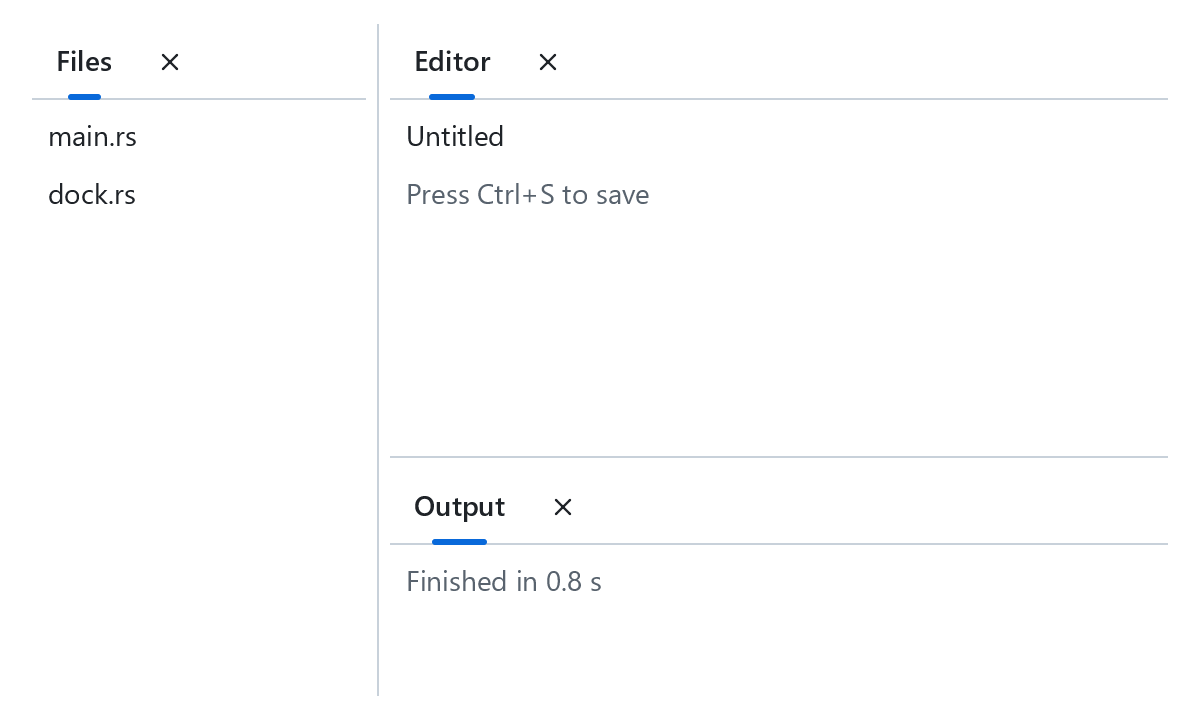 Files
main.rs
dock.rs
Editor
Untitled
Press Ctrl+S to save
Output
Finished in 0.8 s